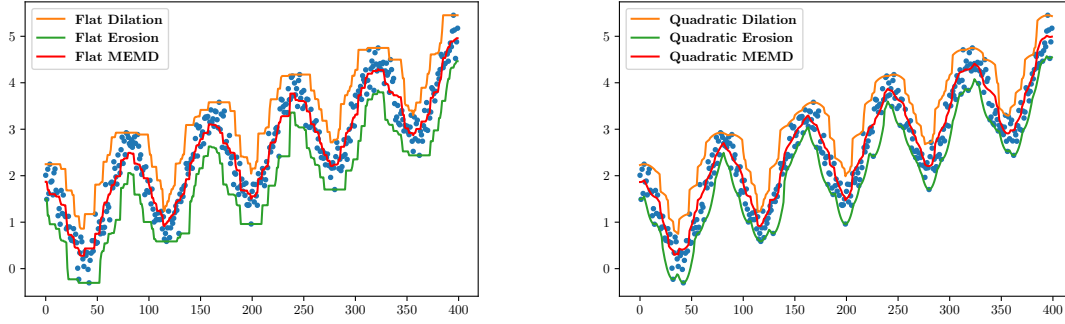 Flat Dilation
Flat Erosion
Flat MEMD
5
4
3
2
1
0
0 50 100 150 200 250 300 350 400
Quadratic Dilation
Quadratic Erosion
Quadratic MEMD
5
4
3
2
1
0
0 50 100 150 200 250 300 350 400